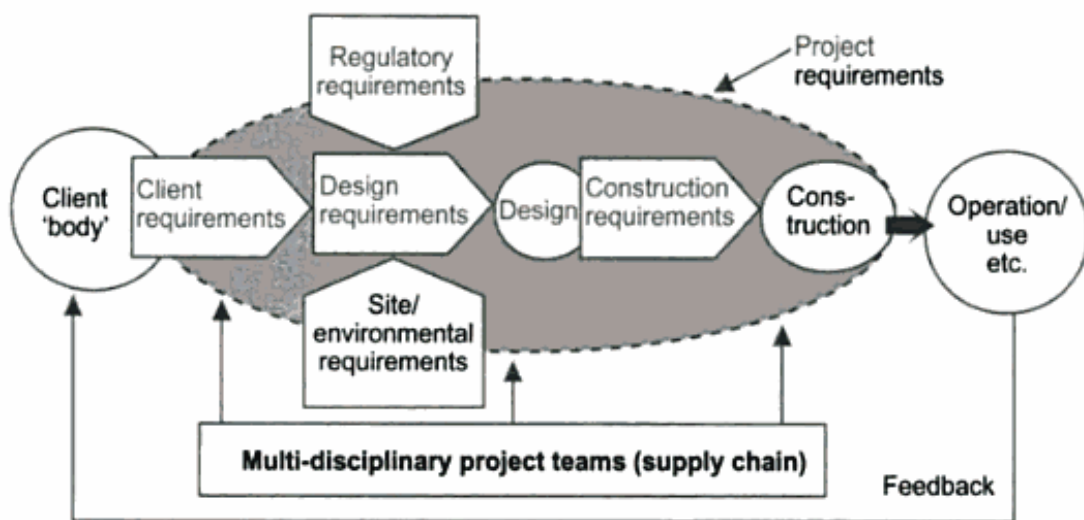 Regulatory
requirements
Project
requirements
Client
'body'
Client
requirements
Design
requirements
Design
Construction
requirements
Cons-
truction
Operation/
use
etc.
Site/
environmental
requirements
Multi-disciplinary project teams (supply chain)
Feedback